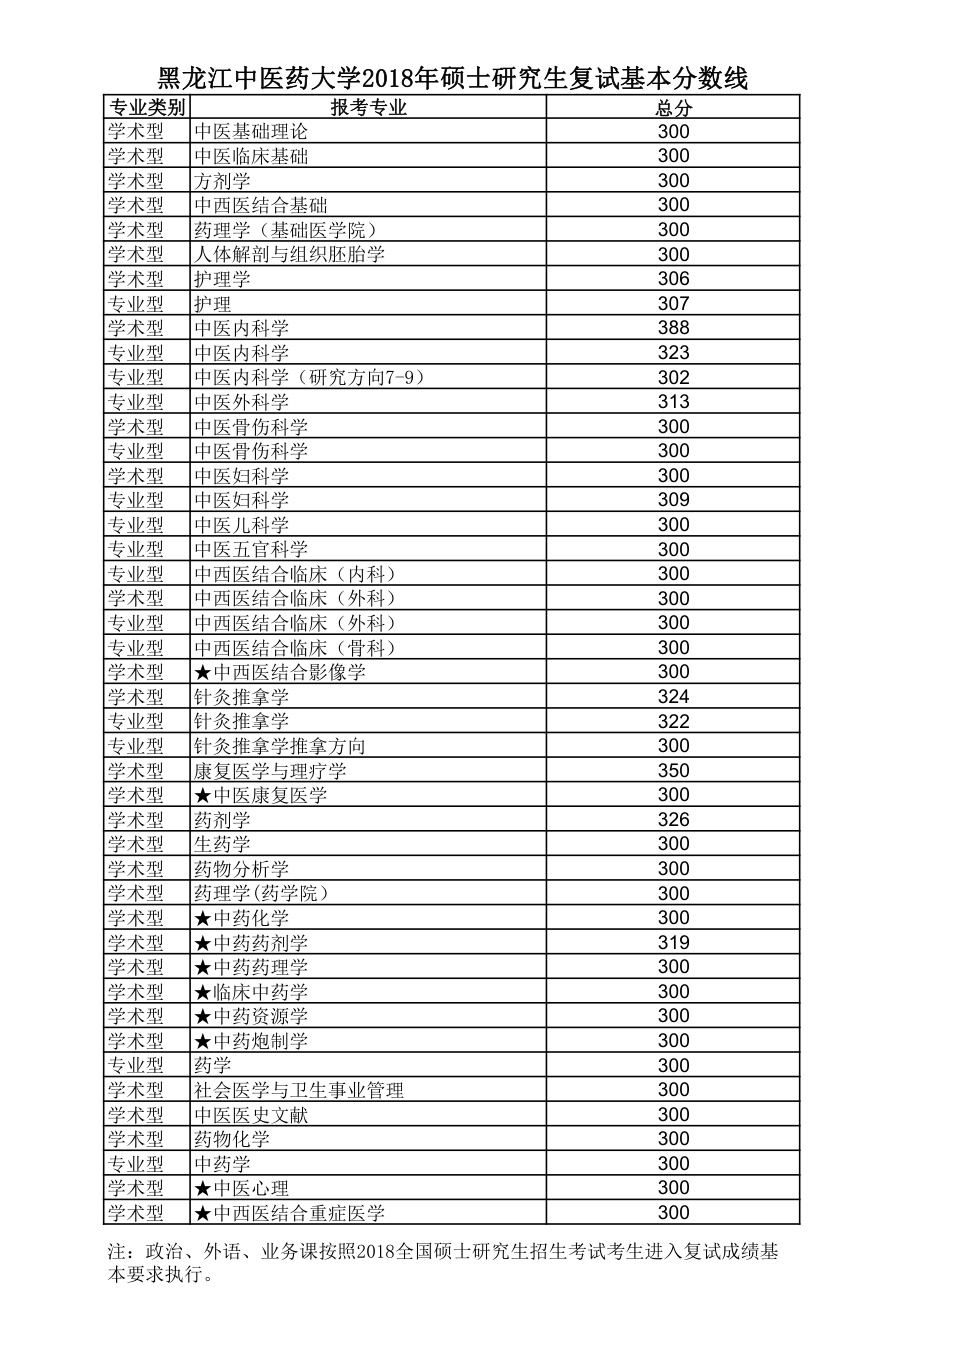 黑龙江中医药大学2018年硕士研究生复试基本分数线
专业类别 报考专业 总分
学术型 中医基础理论 300
学术型 中医临床基础 300
学术型 方剂学 300
学术型 中西医结合基础 300
学术型 药理学（基础医学院） 300
学术型 人体解剖与组织胚胎学 300
学术型 护理学 306
专业型 护理 307
学术型 中医内科学 388
专业型 中医内科学 323
专业型 中医内科学（研究方向7-9） 302
专业型 中医外科学 313
学术型 中医骨伤科学 300
专业型 中医骨伤科学 300
学术型 中医妇科学 300
专业型 中医妇科学 309
专业型 中医儿科学 300
专业型 中医五官科学 300
专业型 中西医结合临床（内科） 300
学术型 中西医结合临床（外科） 300
专业型 中西医结合临床（外科） 300
专业型 中西医结合临床（骨科） 300
学术型 ★中西医结合影像学 300
学术型 针灸推拿学 324
专业型 针灸推拿学 322
专业型 针灸推拿学推拿方向 300
学术型 康复医学与理疗学 350
学术型 ★中医康复医学 300
学术型 药剂学 326
学术型 生药学 300
学术型 药物分析学 300
学术型 药理学(药学院） 300
学术型 ★中药化学 300
学术型 ★中药药剂学 319
学术型 ★中药药理学 300
学术型 ★临床中药学 300
学术型 ★中药资源学 300
学术型 ★中药炮制学 300
专业型 药学 300
学术型 社会医学与卫生事业管理 300
学术型 中医医史文献 300
学术型 药物化学 300
专业型 中药学 300
学术型 ★中医心理 300
学术型 ★中西医结合重症医学 300
注：政治、外语、业务课按照2018全国硕士研究生招生考试考生进入复试成绩基
本要求执行。